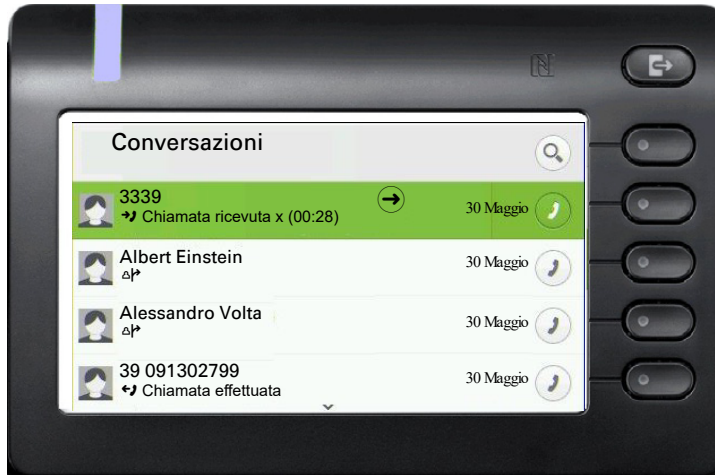 Conversazioni
3339
Chiamata ricevuta x (00:28)
30 Maggio
Albert Einstein
30 Maggio
Alessandro Volta
30 Maggio
39 091302799
Chiamata effettuata
30 Maggio